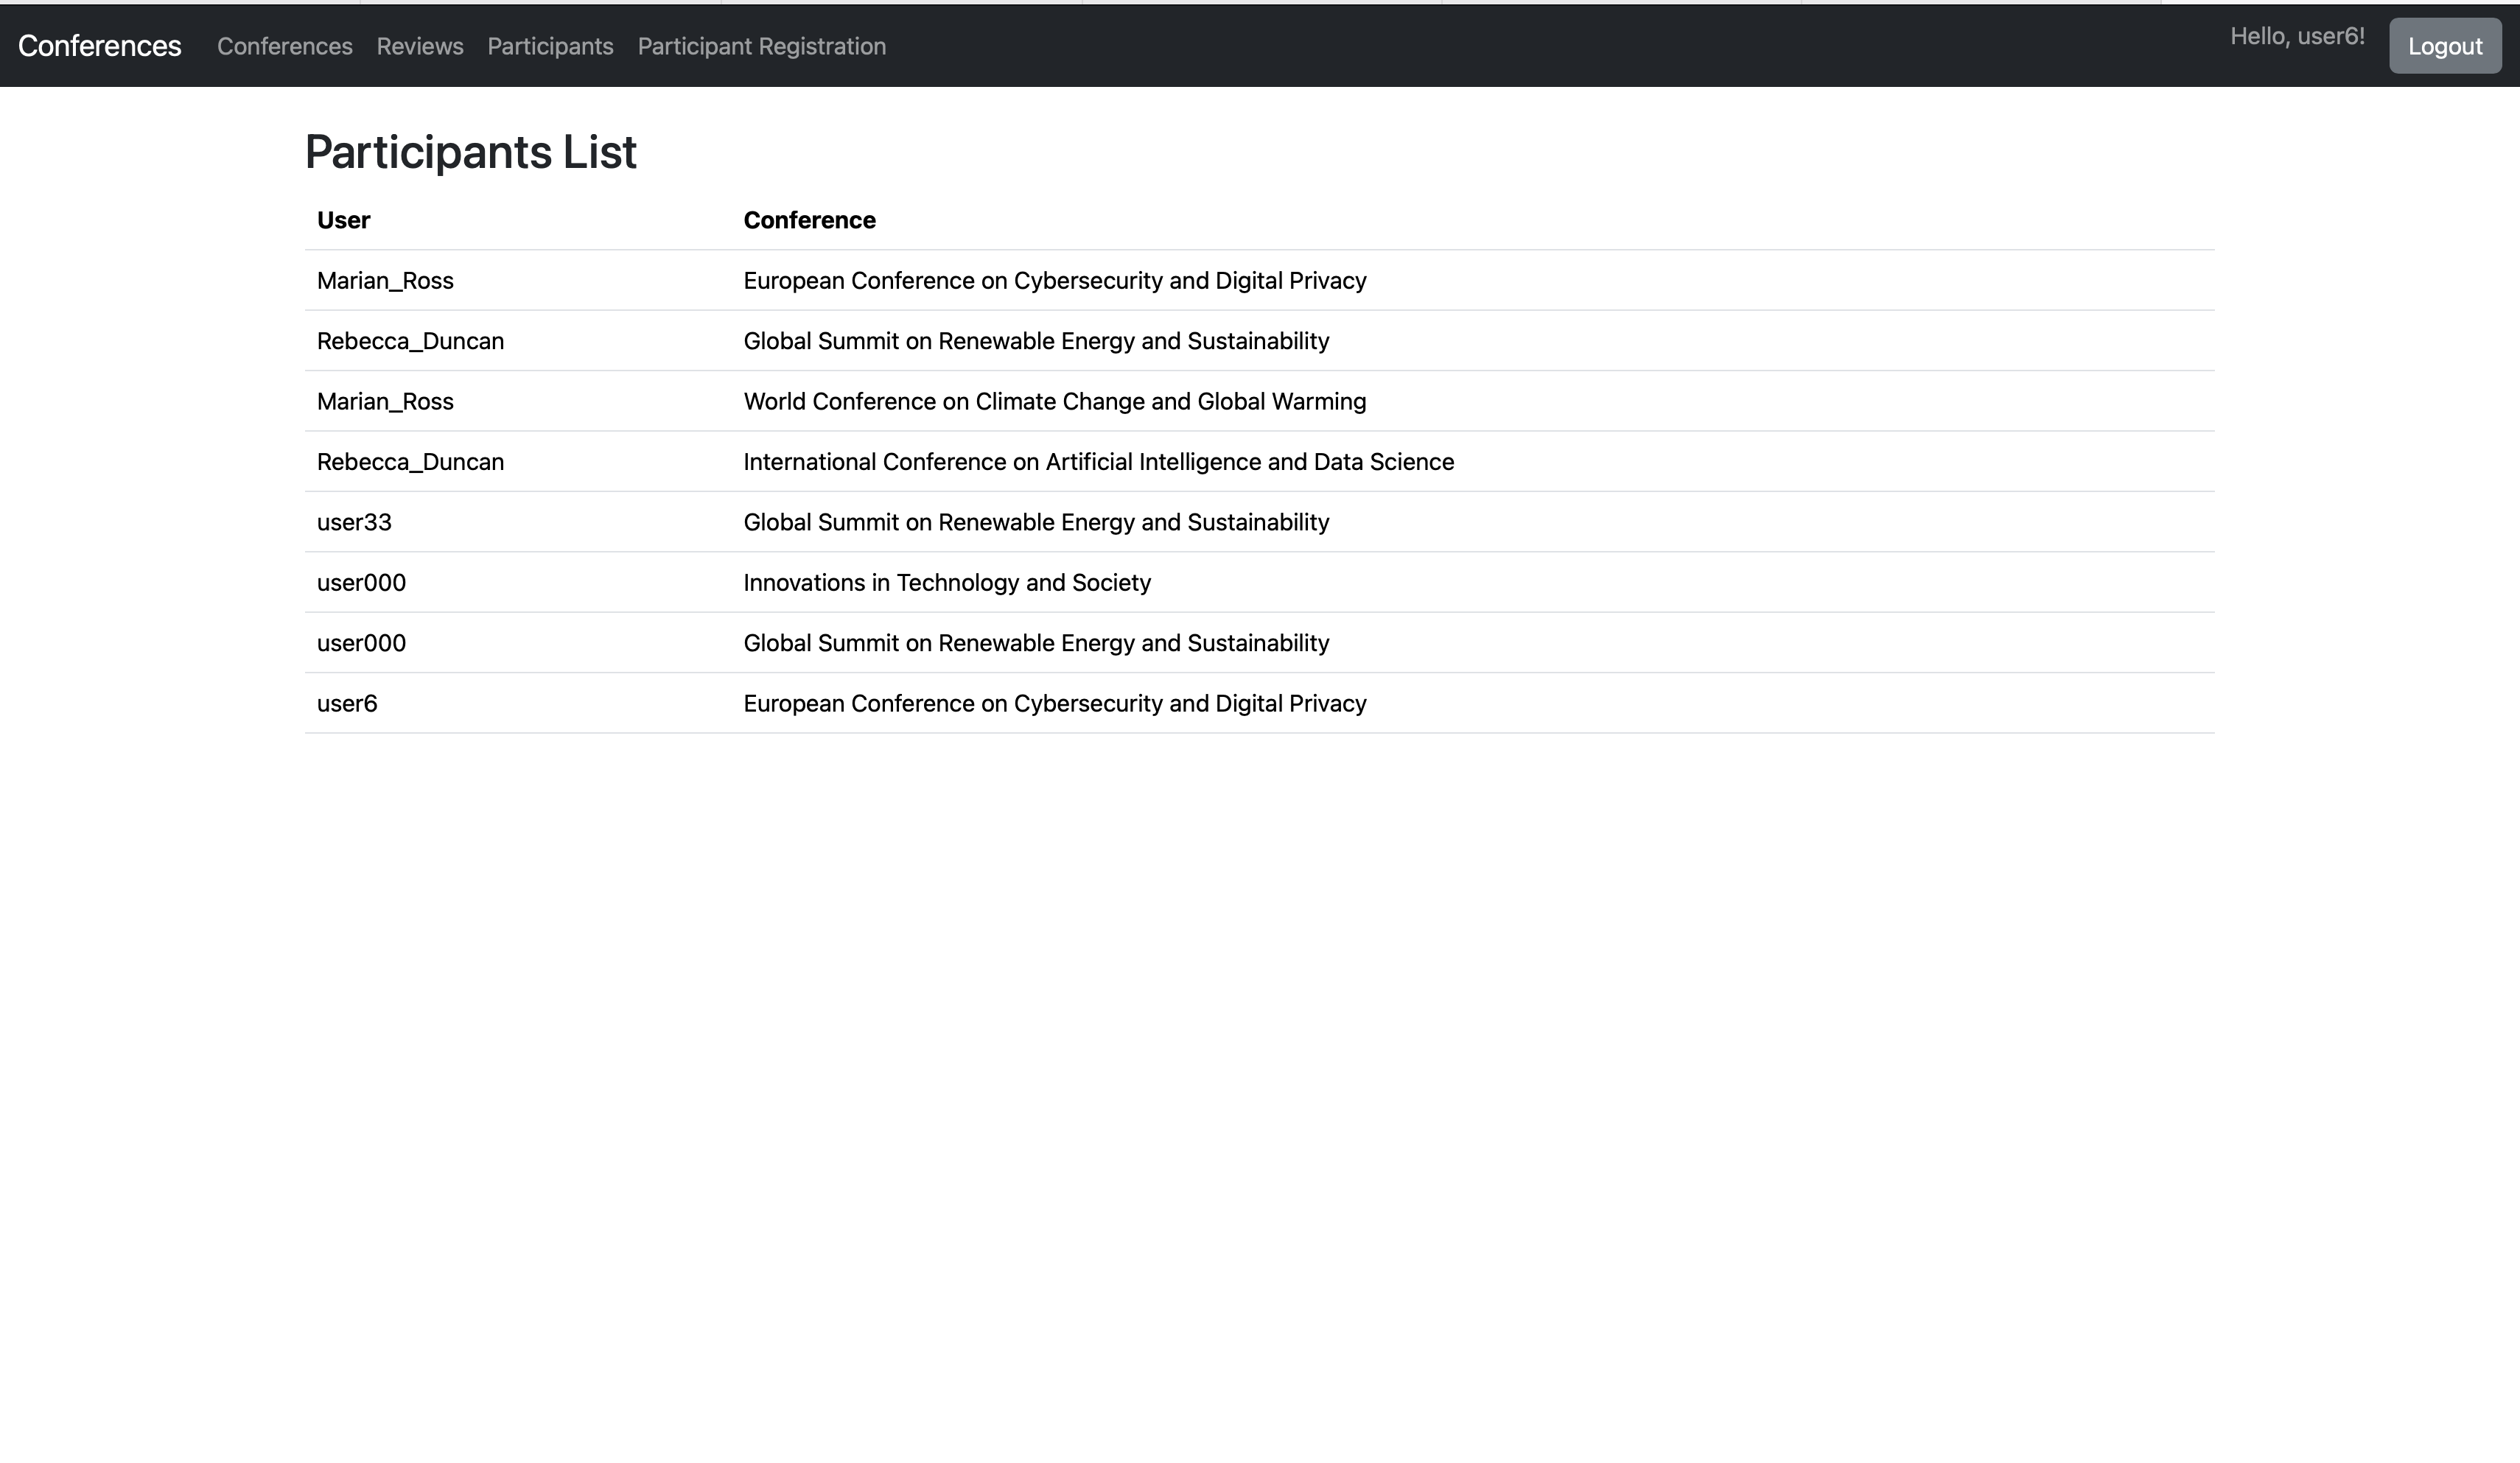 Conferences Conferences Reviews Participants Participant Registration Hello, user6! Logout
Participants List
User Conference
Marian_Ross European Conference on Cybersecurity and Digital Privacy
Rebecca_Duncan Global Summit on Renewable Energy and Sustainability
Marian_Ross World Conference on Climate Change and Global Warming
Rebecca_Duncan International Conference on Artificial Intelligence and Data Science
user33 Global Summit on Renewable Energy and Sustainability
user000 Innovations in Technology and Society
user000 Global Summit on Renewable Energy and Sustainability
user6 European Conference on Cybersecurity and Digital Privacy